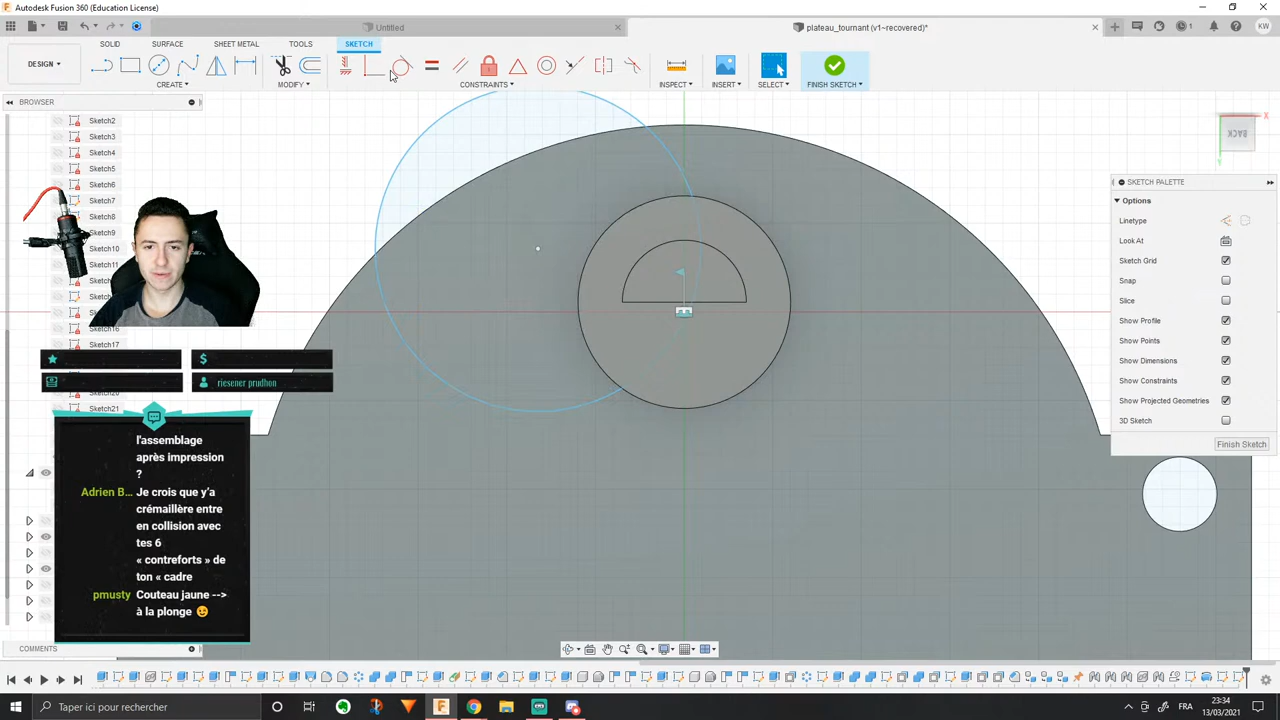 Autodesk Fusion 360 (Education License)
Untitled
plateau_tournant (v1~recovered)*
1
KW
SOLID
SURFACE
SHEET METAL
TOOLS
SKETCH
DESIGN
CREATE
MODIFY
CONSTRAINTS
INSPECT
INSERT
SELECT
FINISH SKETCH
BROWSER
Sketch2
Sketch3
Sketch4
Sketch5
Sketch6
Sketch7
Sketch8
Sketch9
Sketch10
Sketch11
Sketch16
Sketch17
Sketch21
BACK
X
SKETCH PALETTE
Options
Linetype
Look At
Sketch Grid
Snap
Slice
Show Profile
Show Points
Show Dimensions
Show Constraints
Show Projected Geometries
3D Sketch
Finish Sketch
riesener prudhon
l'assemblage
après impression
?
Adrien B… Je crois que y'a
crémaillère entre
en collision avec
tes 6
« contreforts » de
ton « cadre
pmusty Couteau jaune -->
à la plonge 😉
COMMENTS
Taper ici pour rechercher
FRA
23:34
13/03/2021